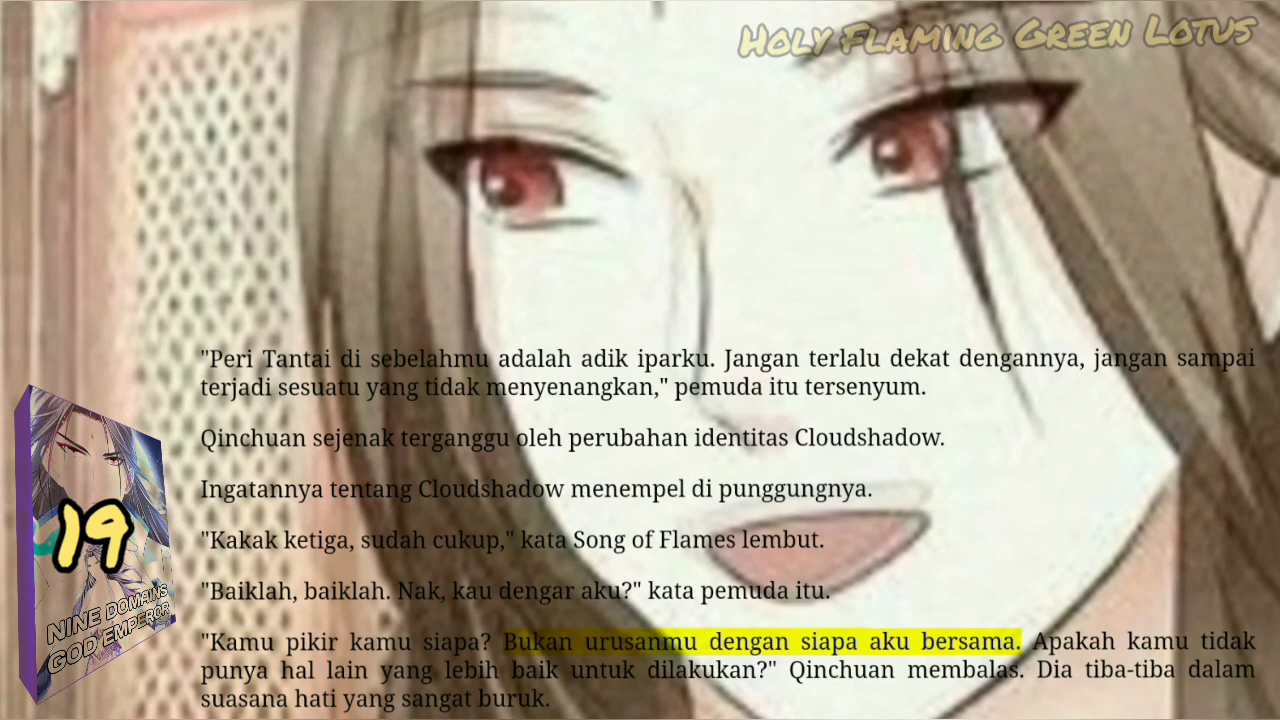 Holy Flaming Green Lotus
"Peri Tantai di sebelahmu adalah adik iparku. Jangan terlalu dekat dengannya, jangan sampai
terjadi sesuatu yang tidak menyenangkan," pemuda itu tersenyum.
Qinchuan sejenak terganggu oleh perubahan identitas Cloudshadow.
Ingatannya tentang Cloudshadow menempel di punggungnya.
"Kakak ketiga, sudah cukup," kata Song of Flames lembut.
"Baiklah, baiklah. Nak, kau dengar aku?" kata pemuda itu.
"Kamu pikir kamu siapa? Bukan urusanmu dengan siapa aku bersama. Apakah kamu tidak
punya hal lain yang lebih baik untuk dilakukan?" Qinchuan membalas. Dia tiba-tiba dalam
suasana hati yang sangat buruk.
19
NINE DOMAINS
GOD EMPEROR